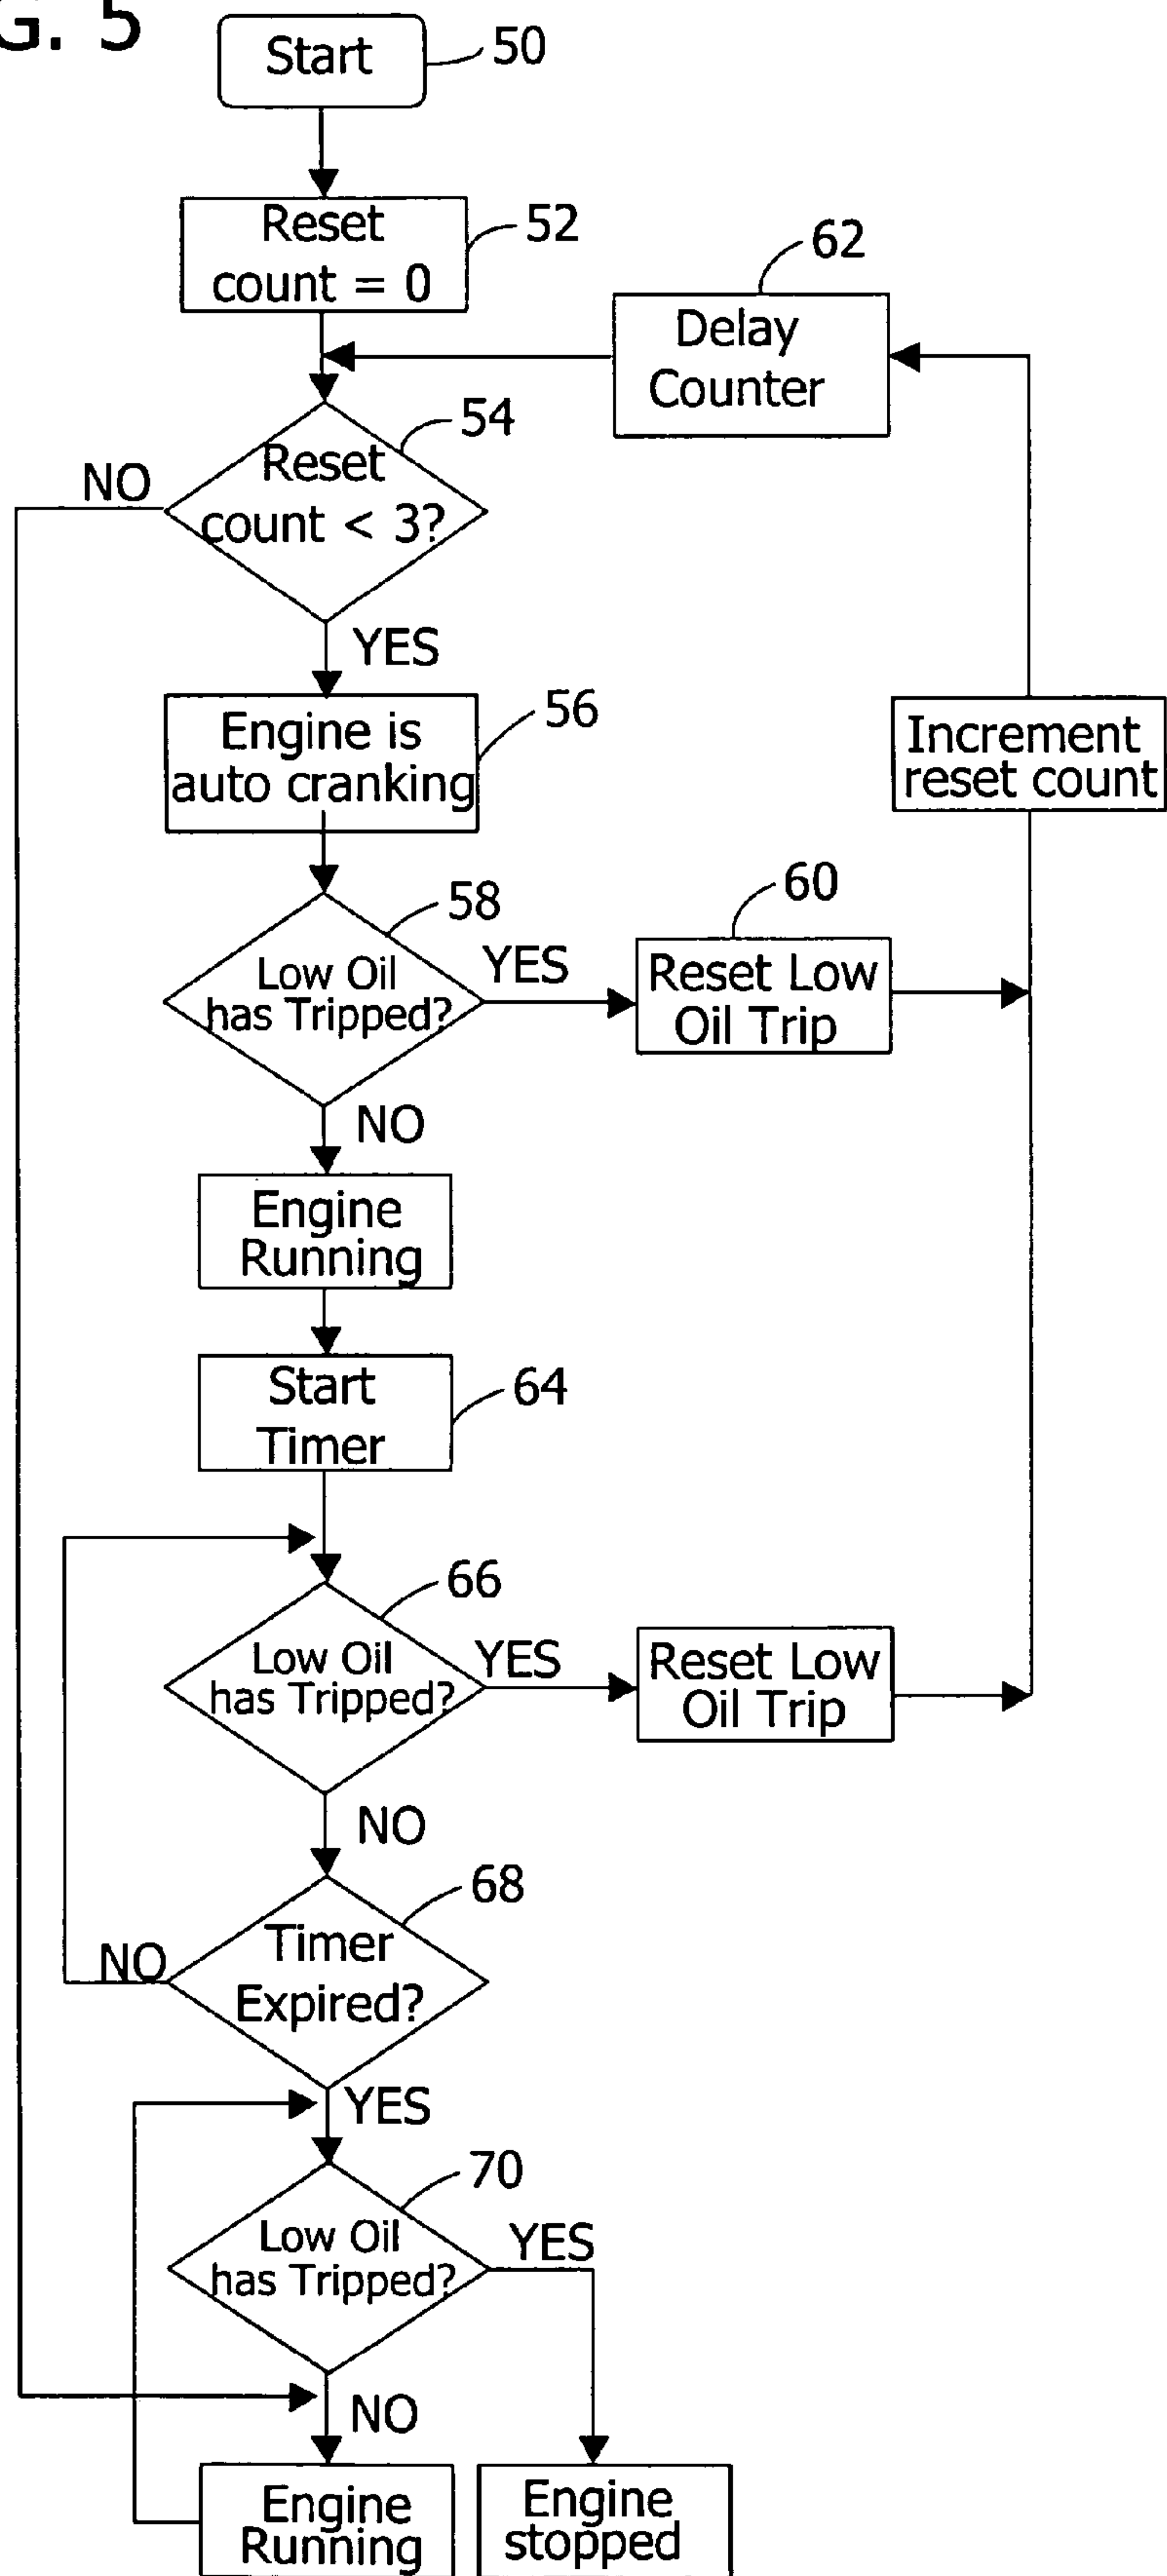 G. 5
Start
50
Reset
count = 0
52
62
Delay
Counter
54
Reset
count < 3?
NO
YES
Engine is
auto cranking
56
Increment
reset count
58
Low Oil
has Tripped?
YES
60
Reset Low
Oil Trip
NO
Engine
Running
Start
Timer
64
66
Low Oil
has Tripped?
YES
Reset Low
Oil Trip
NO
68
Timer
Expired?
NO
YES
70
Low Oil
has Tripped?
YES
NO
Engine
Running
Engine
stopped